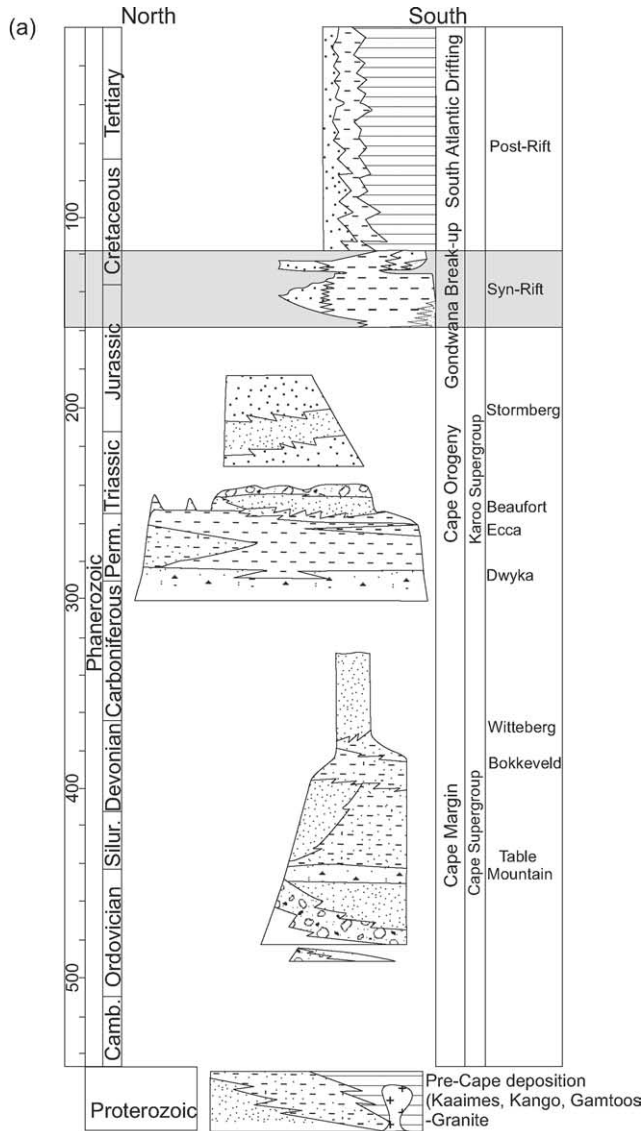 (a)
North
South
Tertiary
Cretaceous
Jurassic
Triassic
Perm.
Carboniferous
Devonian
Silur.
Ordovician
Camb.
Phanerozoic
100
200
300
400
500
South Atlantic Drifting
Gondwana Break-up
Cape Orogeny
Karoo Supergroup
Cape Margin
Cape Supergroup
Post-Rift
Syn-Rift
Stormberg
Beaufort
Ecca
Dwyka
Witteberg
Bokkeveld
Table
Mountain
Proterozoic
Pre-Cape deposition
(Kaaimes, Kango, Gamtoos
-Granite